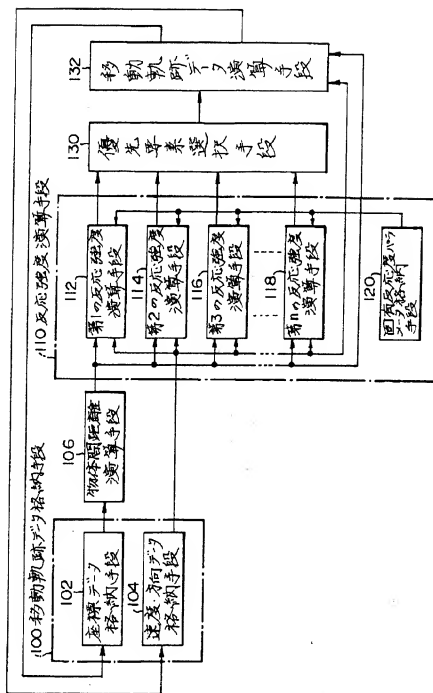 100 移動軌跡データ格納手段
102
座標データ
格納手段
104
速度・方向データ
格納手段
106
物体間距離
演算手段
110 反応強度演算手段
112
第1の反応強度
演算手段
114
第2の反応強度
演算手段
116
第3の反応強度
演算手段
118
第nの反応強度
演算手段
120
固有反応度パラ
メータ格納
手段
130
優先要素選択手段
132
移動軌跡データ演算手段